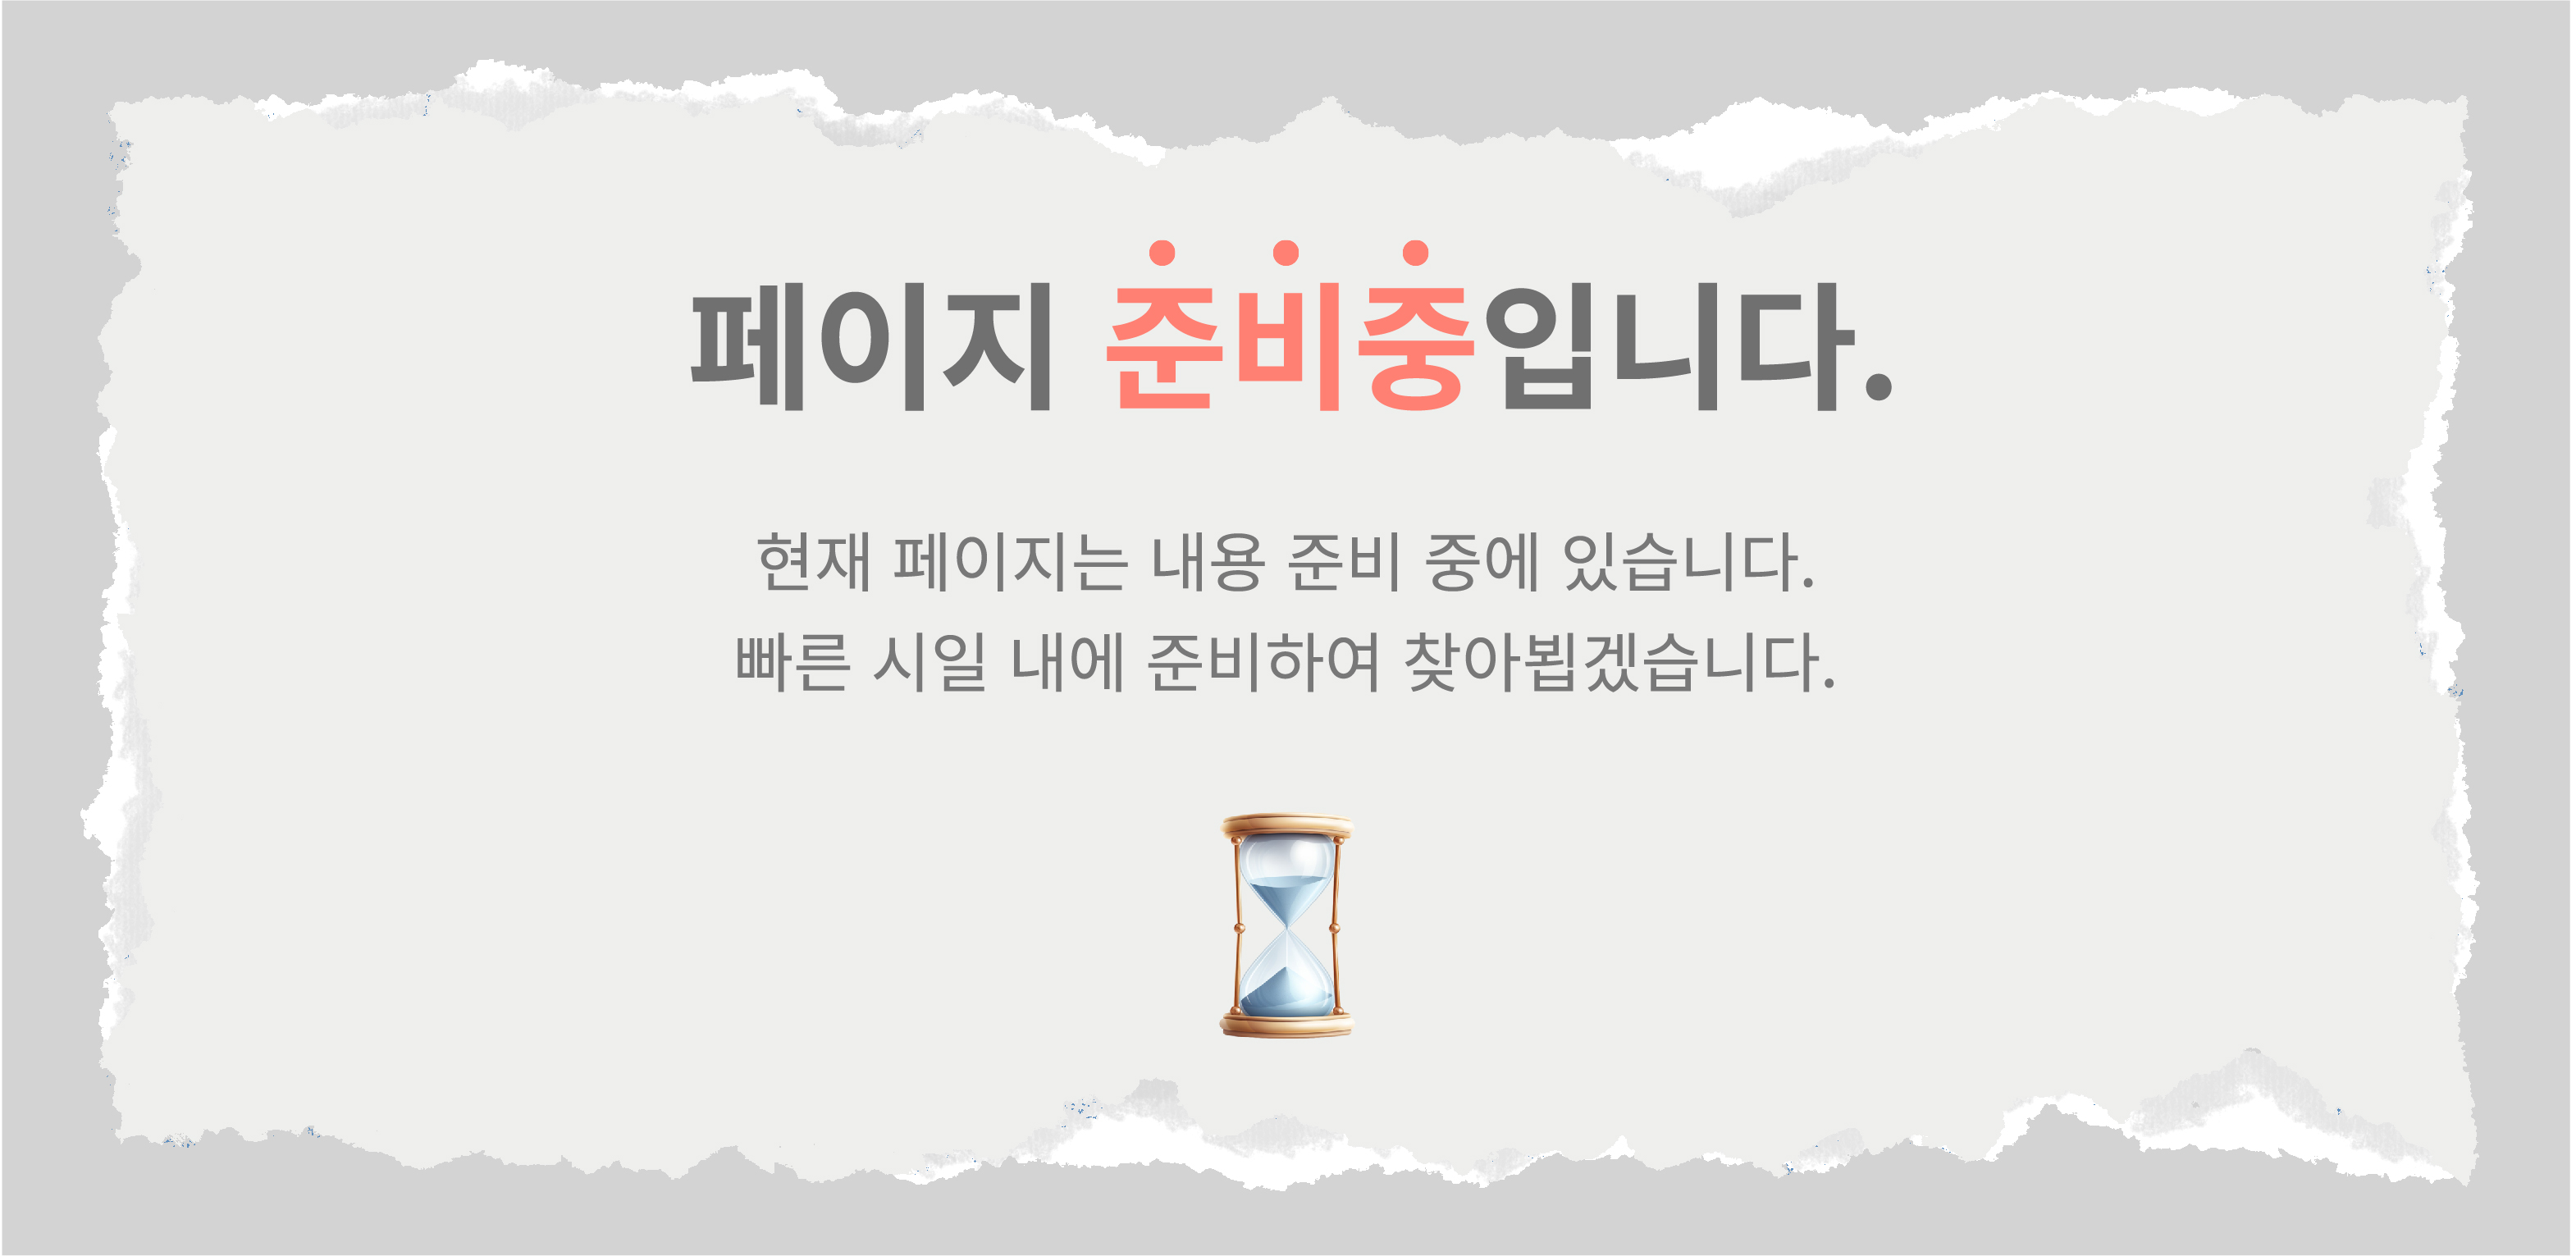 페이지 준비중입니다.
현재 페이지는 내용 준비 중에 있습니다.
빠른 시일 내에 준비하여 찾아뵙겠습니다.